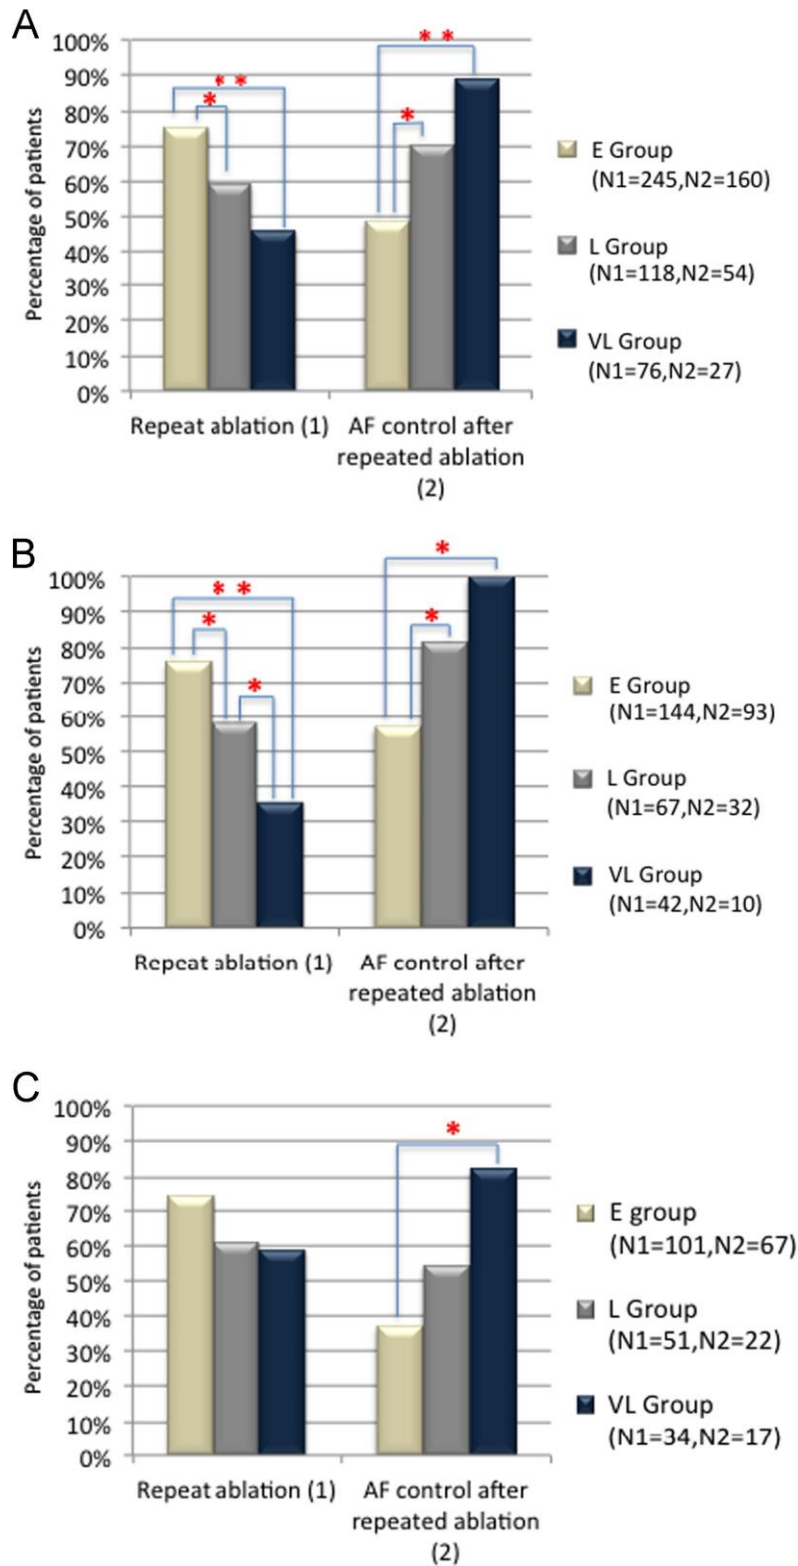 A
100%
90%
80%
70%
60%
50%
40%
30%
20%
10%
0%
Percentage of patients
* *
*
* *
*
Repeat ablation (1)
AF control after
repeated ablation
(2)
E Group
(N1=245,N2=160)
L Group
(N1=118,N2=54)
VL Group
(N1=76,N2=27)
B
100%
90%
80%
70%
60%
50%
40%
30%
20%
10%
0%
Percentage of patients
* *
*
*
*
*
Repeat ablation (1)
AF control after
repeated ablation
(2)
E Group
(N1=144,N2=93)
L Group
(N1=67,N2=32)
VL Group
(N1=42,N2=10)
C
100%
90%
80%
70%
60%
50%
40%
30%
20%
10%
0%
Percentage of patients
*
Repeat ablation (1)
AF control after
repeated ablation
(2)
E group
(N1=101,N2=67)
L Group
(N1=51,N2=22)
VL Group
(N1=34,N2=17)